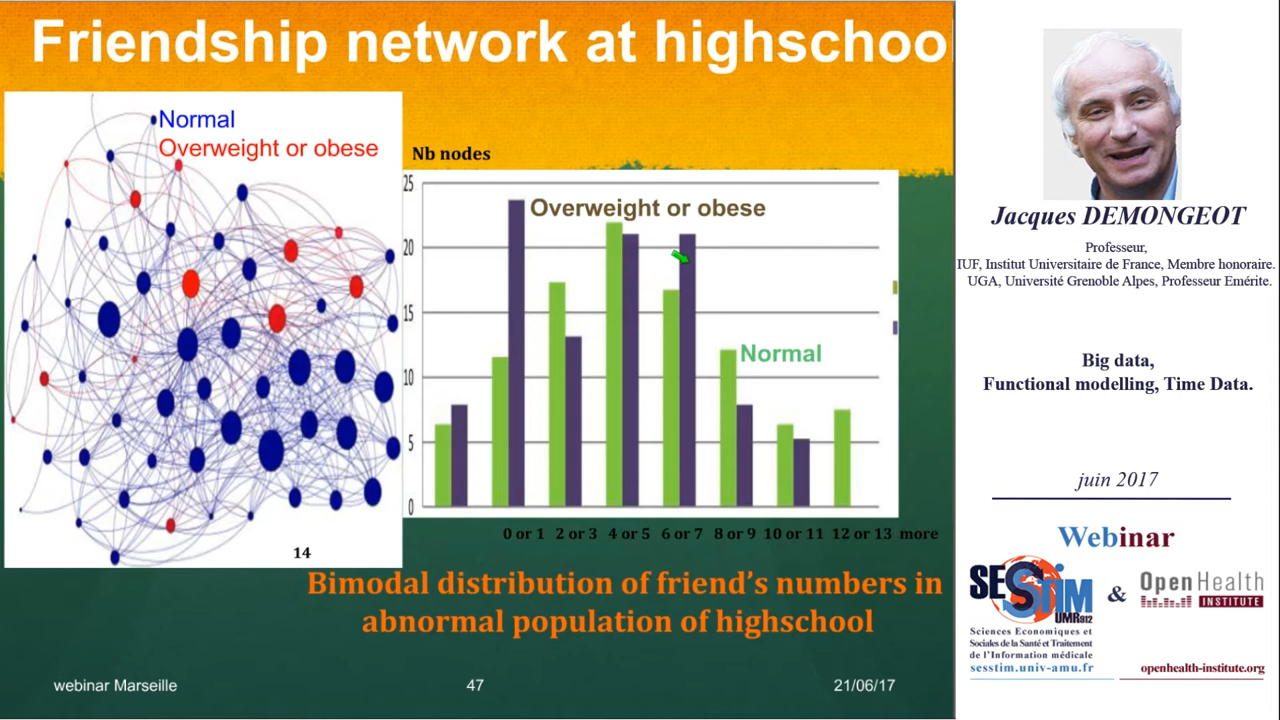 Friendship network at highschoo
Normal
Overweight or obese
14
Nb nodes
25
20
15
10
5
0
Overweight or obese
Normal
0 or 1 2 or 3 4 or 5 6 or 7 8 or 9 10 or 11 12 or 13 more
Bimodal distribution of friend's numbers in
abnormal population of highschool
webinar Marseille
47
21/06/17
Jacques DEMONGEOT
Professeur,
IUF, Institut Universitaire de France, Membre honoraire.
UGA, Université Grenoble Alpes, Professeur Emérite.
Big data,
Functional modelling, Time Data.
juin 2017
Webinar
SESSTIM
UMR912
Sciences Economiques et
Sociales de la Santé et Traitement
de l'Information médicale
sesstim.univ-amu.fr
&
OpenHealth
INSTITUTE
openhealth-institute.org